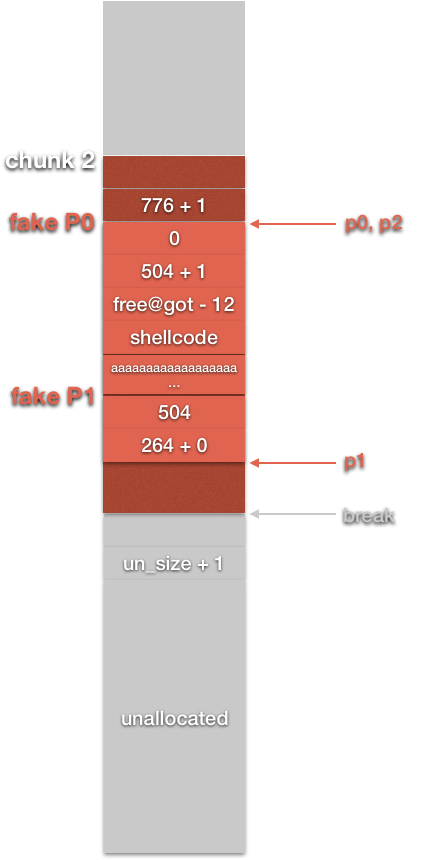 chunk 2
776 + 1
fake P0
p0, p2
0
504 + 1
free@got - 12
shellcode
aaaaaaaaaaaaaaaaaa
...
fake P1
504
264 + 0
p1
break
un_size + 1
unallocated